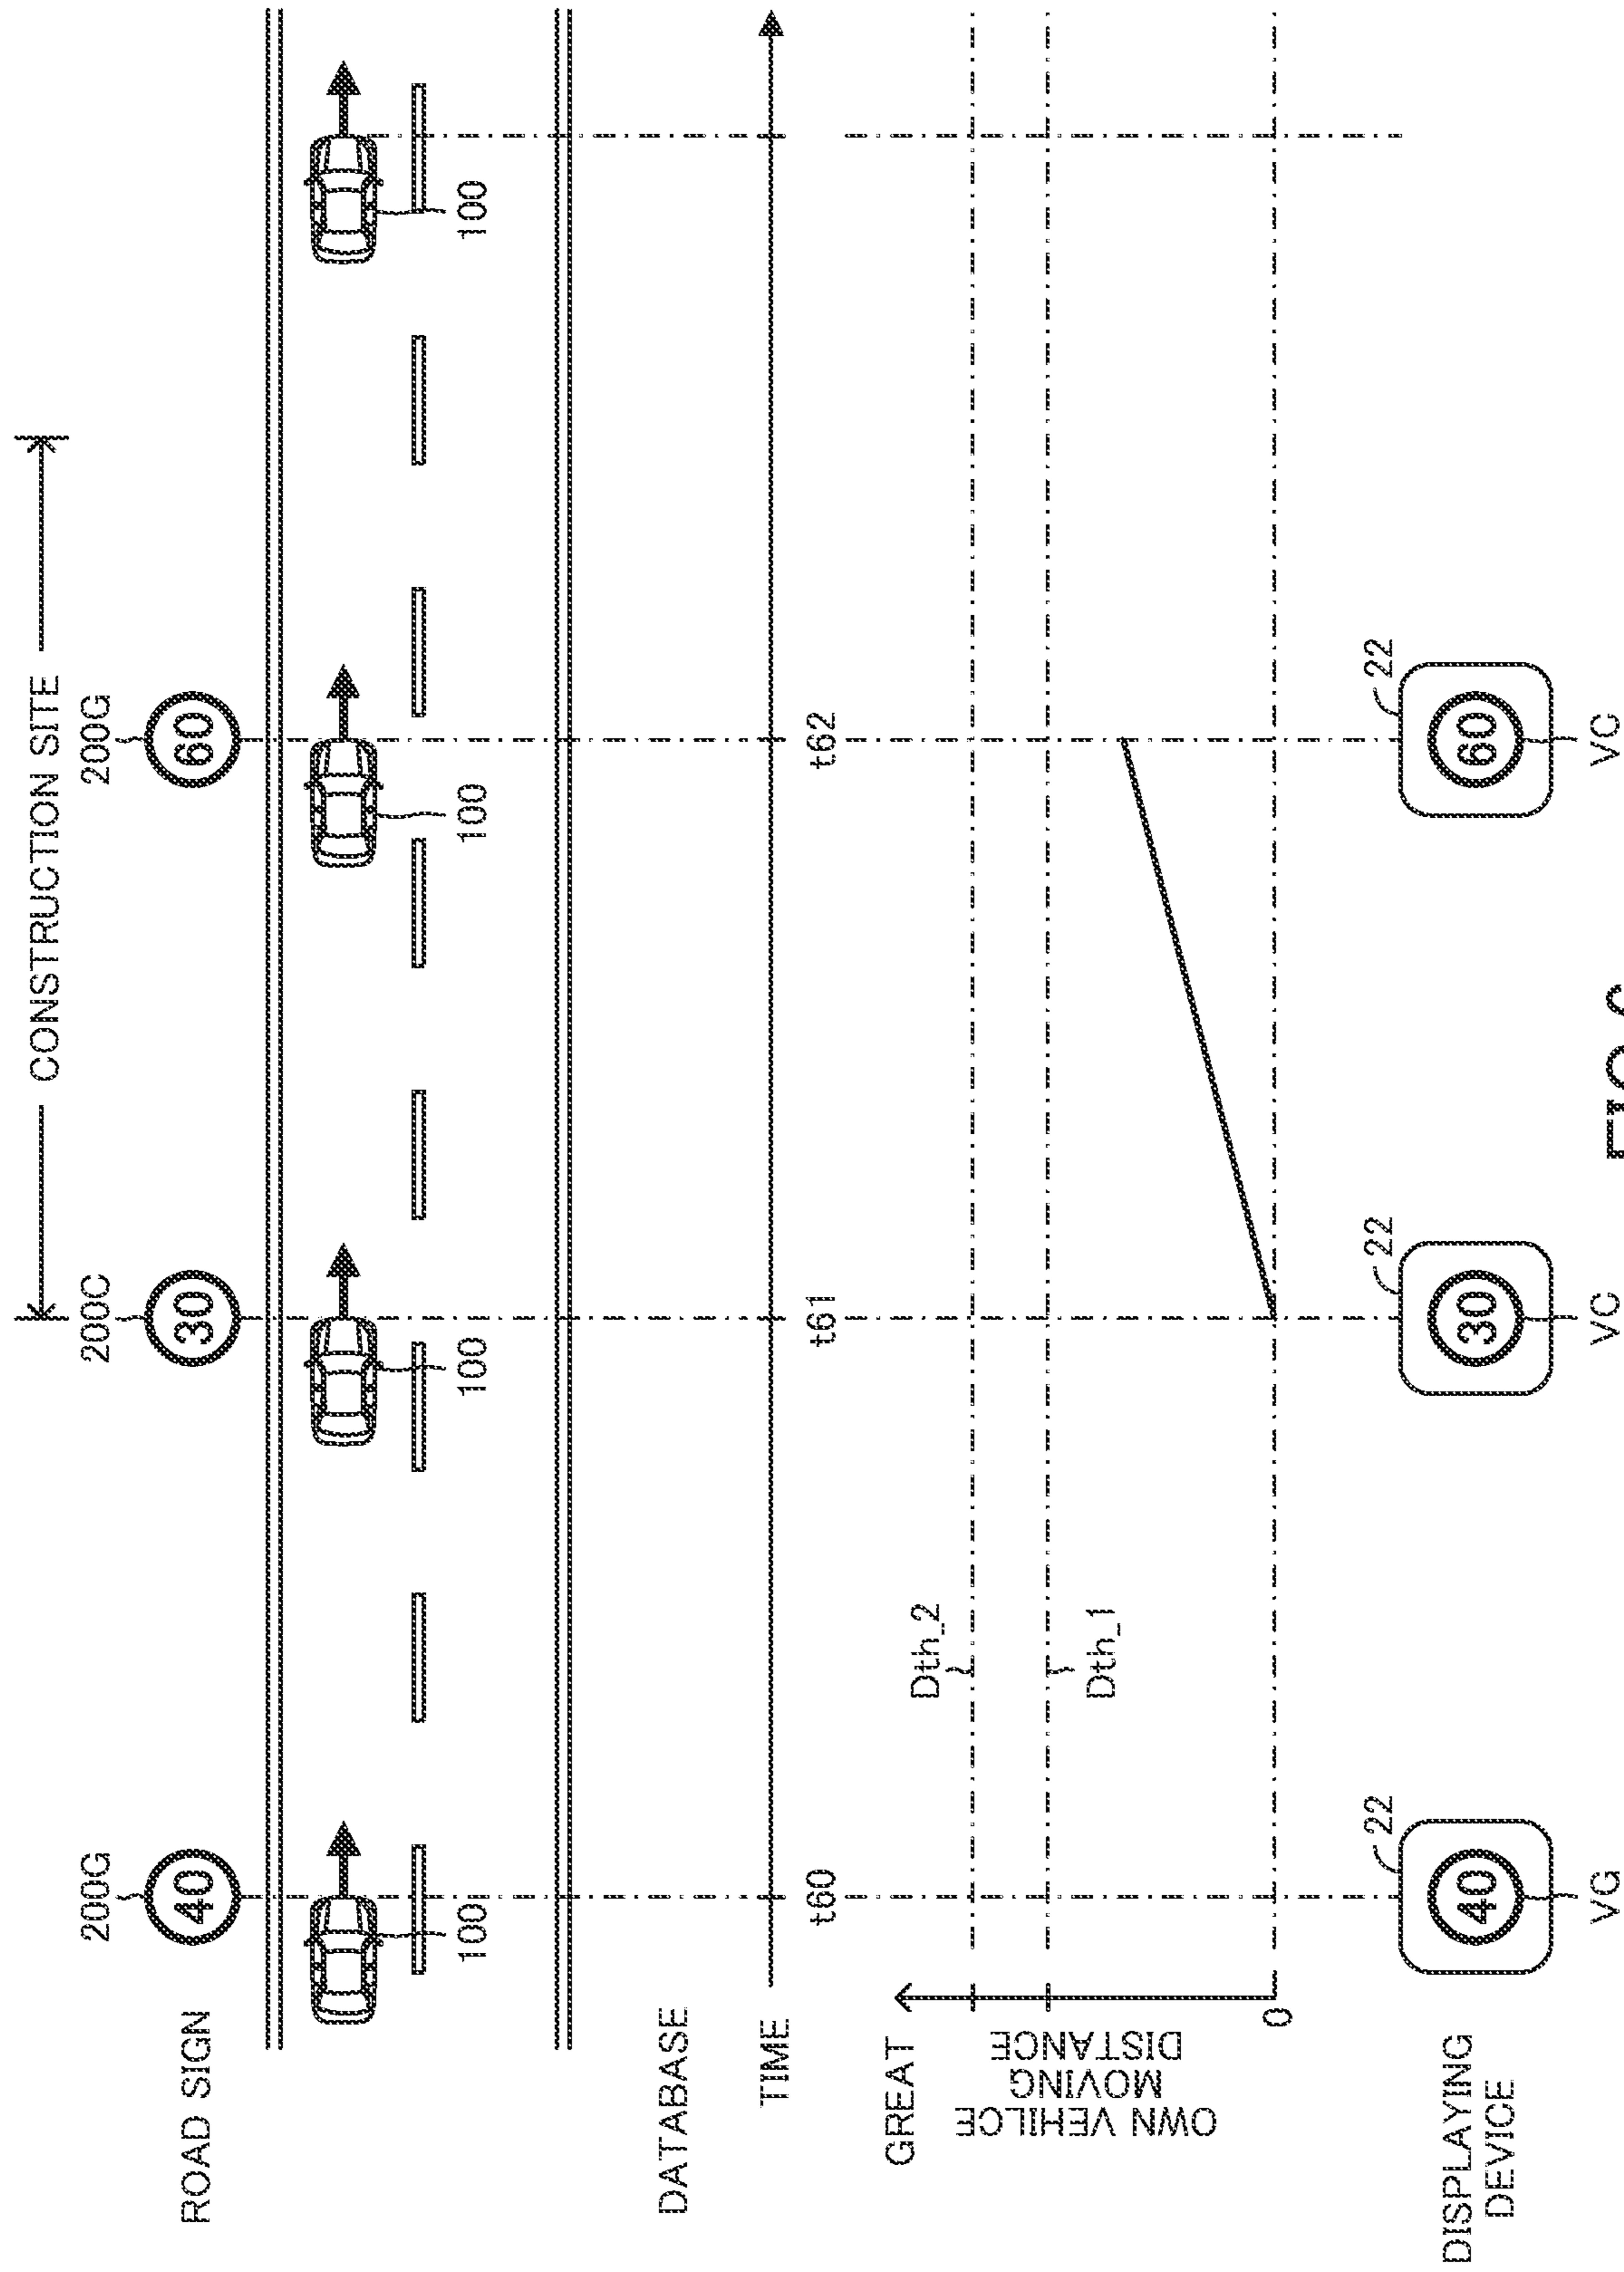 CONSTRUCTION SITE
200G
200C
200G
ROAD SIGN
40
30
60
100
100
100
100
DATABASE
TIME
t60
t61
t62
GREAT
OWN VEHILCE
MOVING
DISTANCE
Dth_2
Dth_1
0
22
22
22
DISPLAYING
DEVICE
40
30
60
VG
VC
VC